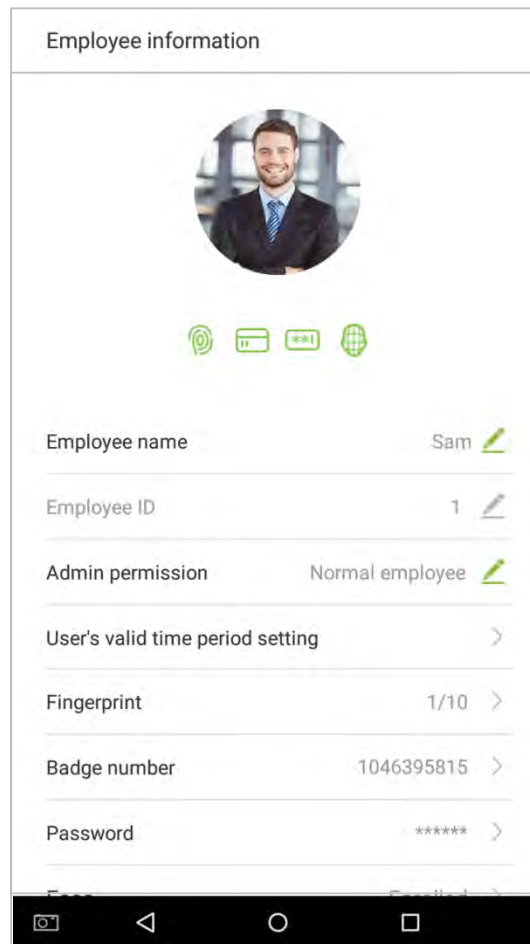 Employee information
**I
Employee name Sam
Employee ID 1
Admin permission Normal employee
User's valid time period setting
Fingerprint 1/10
Badge number 1046395815
Password ******
Enrolled